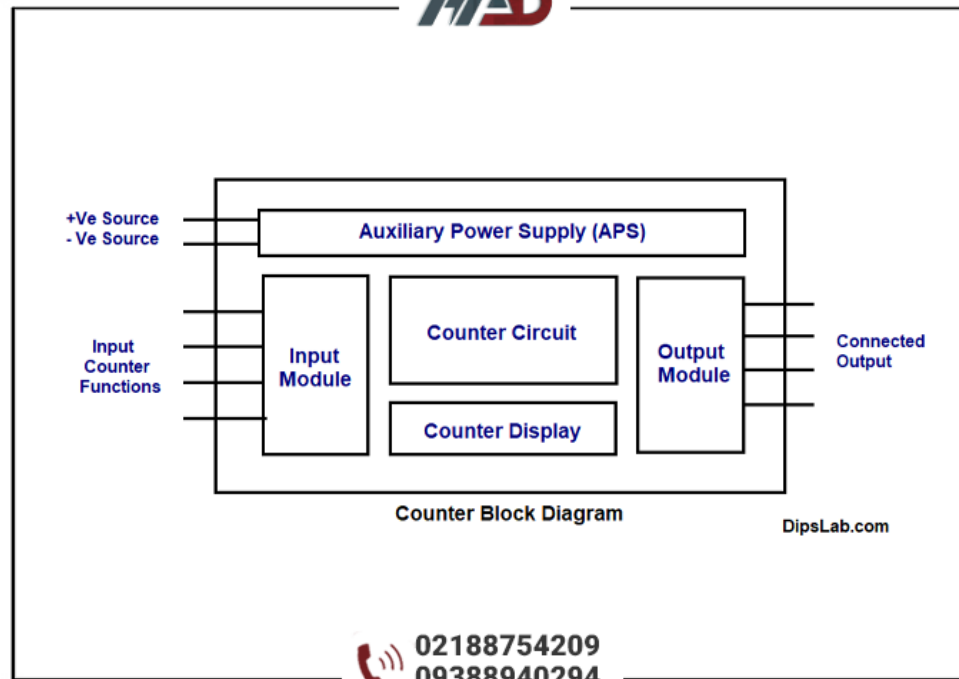 +Ve Source
- Ve Source
Auxiliary Power Supply (APS)
Input
Counter
Functions
Input
Module
Counter Circuit
Counter Display
Output
Module
Connected
Output
Counter Block Diagram
DipsLab.com
02188754209
09388940294